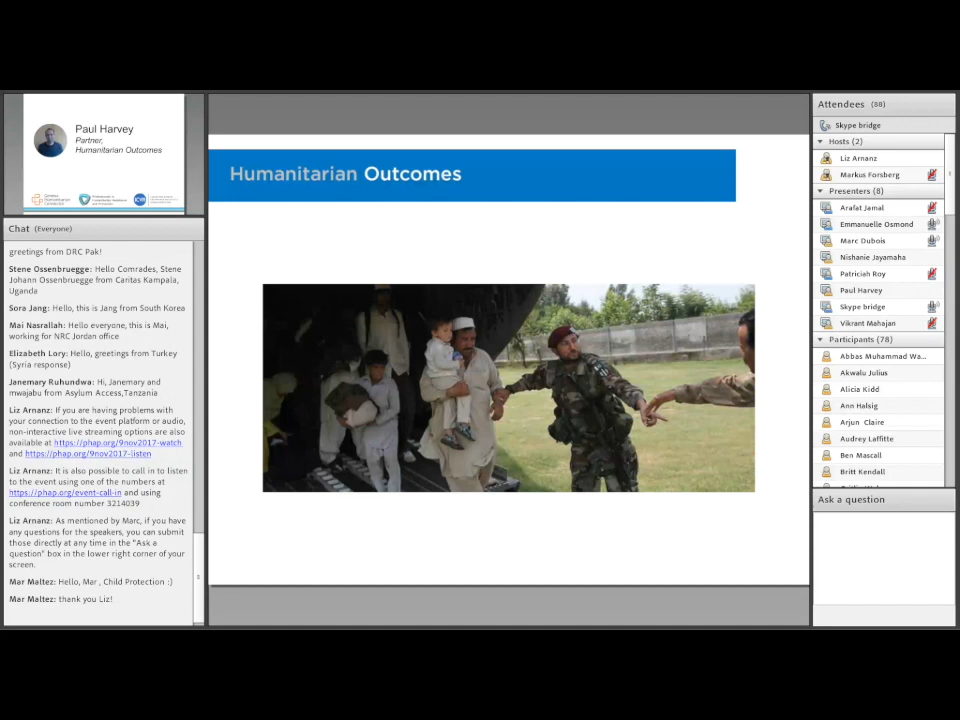 Paul Harvey
Partner,
Humanitarian Outcomes
Chat (Everyone)
greetings from DRC Pak!
Stene Ossenbruegge: Hello Comrades, Stene
Johann Ossenbruegge from Caritas Kampala,
Uganda
Sora Jang: Hello, this is Jang from South Korea
Mai Nasrallah: Hello everyone, this is Mai,
working for NRC Jordan office
Elizabeth Lory: Hello, greetings from Turkey
(Syria response)
Janemary Ruhundwa: Hi, Janemary and
mwajabu from Asylum Access,Tanzania
Liz Arnanz: If you are having problems with
your connection to the event platform or audio,
non-interactive live streaming options are also
available at https://phap.org/9nov2017-watch
and https://phap.org/9nov2017-listen
Liz Arnanz: It is also possible to call in to listen
to the event using one of the numbers at
https://phap.org/event-call-in and using
conference room number 3214039
Liz Arnanz: As mentioned by Marc, if you have
any questions for the speakers, you can submit
those directly at any time in the "Ask a
question" box in the lower right corner of your
screen.
Mar Maltez: Hello, Mar , Child Protection :)
Mar Maltez: thank you Liz!
Humanitarian Outcomes
Attendees (88)
Skype bridge
Hosts (2)
Liz Arnanz
Markus Forsberg
Presenters (8)
Arafat Jamal
Emmanuelle Osmond
Marc Dubois
Nishanie Jayamaha
Patriciah Roy
Paul Harvey
Skype bridge
Vikrant Mahajan
Participants (78)
Abbas Muhammad Wa...
Akwalu Julius
Alicia Kidd
Ann Halsig
Arjun Claire
Audrey Laffitte
Ben Mascall
Britt Kendall
Ask a question